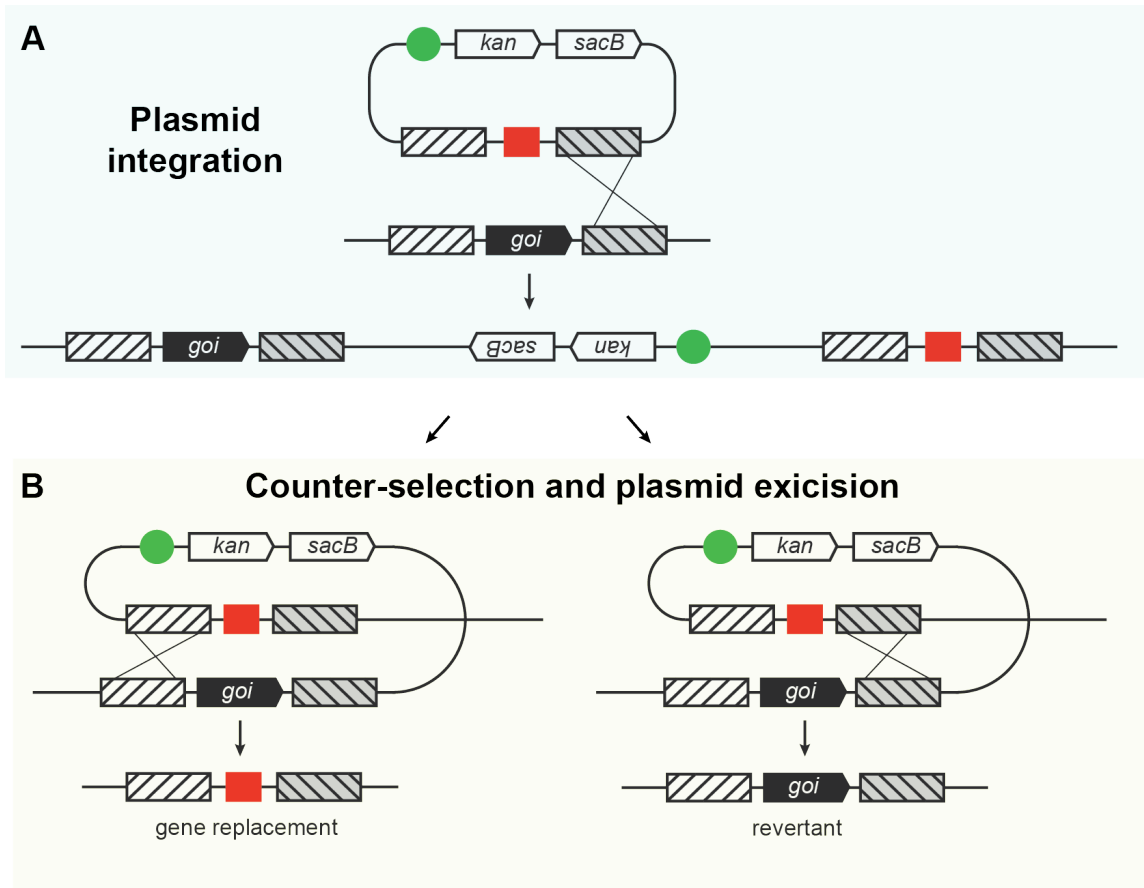 A
kan
sacB
Plasmid
integration
goi
goi
sacB
kan
B
Counter-selection and plasmid exicision
kan
sacB
kan
sacB
goi
goi
goi
gene replacement
revertant